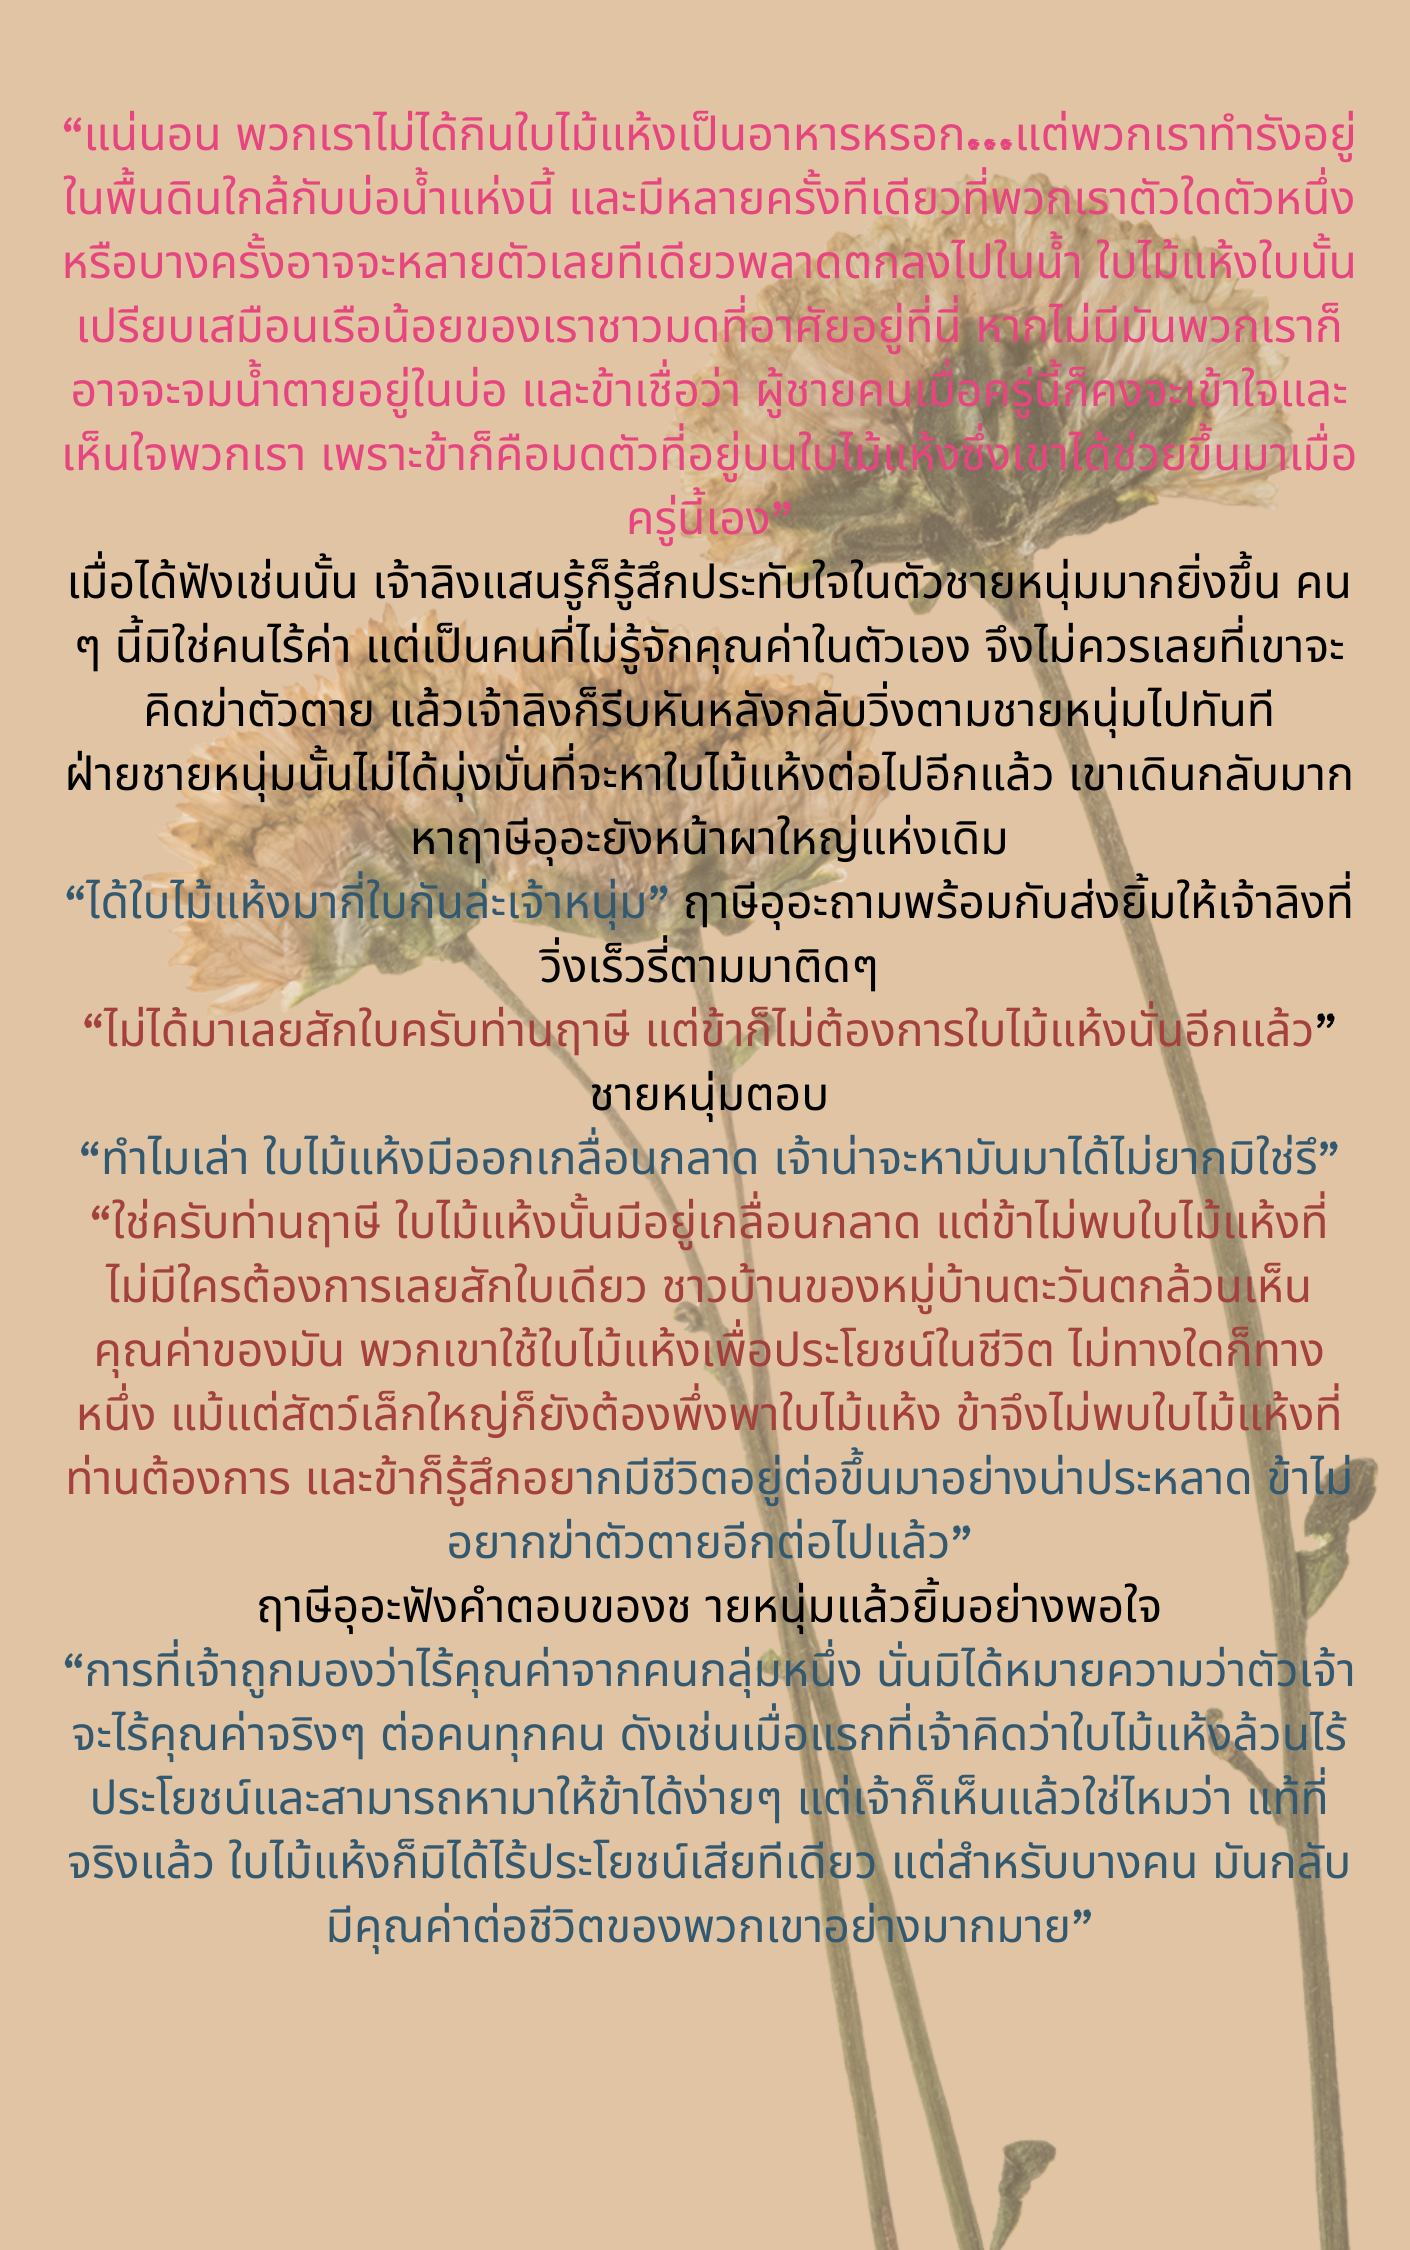 “แน่นอน พวกเราไม่ได้กินใบไม้แห้งเป็นอาหารหรอก...แต่พวกเราทำรังอยู่
ในพื้นดินใกล้กับบ่อน้ำแห่งนี้ และมีหลายครั้งทีเดียวที่พวกเราตัวใดตัวหนึ่ง
หรือบางครั้งอาจจะหลายตัวเลยทีเดียวพลาดตกลงไปในน้ำ ใบไม้แห้งใบนั้น
เปรียบเสมือนเรือน้อยของเราชาวมดที่อาศัยอยู่ที่นี่ หากไม่มีมันพวกเราก็
อาจจะจมน้ำตายอยู่ในบ่อ และข้าเชื่อว่า ผู้ชายคนเมื่อครู่นี้ก็คงจะเข้าใจและ
เห็นใจพวกเรา เพราะข้าก็คือมดตัวที่อยู่บนใบไม้แห้งซึ่งเขาได้ช่วยขึ้นมาเมื่อ
ครู่นี้เอง”
เมื่อได้ฟังเช่นนั้น เจ้าลิงแสนรู้ก็รู้สึกประทับใจในตัวชายหนุ่มมากยิ่งขึ้น คน
ๆ นี้มิใช่คนไร้ค่า แต่เป็นคนที่ไม่รู้จักคุณค่าในตัวเอง จึงไม่ควรเลยที่เขาจะ
คิดฆ่าตัวตาย แล้วเจ้าลิงก็รีบหันหลังกลับวิ่งตามชายหนุ่มไปทันที
ฝ่ายชายหนุ่มนั้นไม่ได้มุ่งมั่นที่จะหาใบไม้แห้งต่อไปอีกแล้ว เขาเดินกลับมาก
หาฤาษีอุอะยังหน้าผาใหญ่แห่งเดิม
“ได้ใบไม้แห้งมากี่ใบกันล่ะเจ้าหนุ่ม” ฤาษีอุอะถามพร้อมกับส่งยิ้มให้เจ้าลิงที่
วิ่งเร็วรี่ตามมาติดๆ
“ไม่ได้มาเลยสักใบครับท่านฤาษี แต่ข้าก็ไม่ต้องการใบไม้แห้งนั่นอีกแล้ว”
ชายหนุ่มตอบ
“ทำไมเล่า ใบไม้แห้งมีออกเกลื่อนกลาด เจ้าน่าจะหามันมาได้ไม่ยากมิใช่รึ”
“ใช่ครับท่านฤาษี ใบไม้แห้งนั้นมีอยู่เกลื่อนกลาด แต่ข้าไม่พบใบไม้แห้งที่
ไม่มีใครต้องการเลยสักใบเดียว ชาวบ้านของหมู่บ้านตะวันตกล้วนเห็น
คุณค่าของมัน พวกเขาใช้ใบไม้แห้งเพื่อประโยชน์ในชีวิต ไม่ทางใดก็ทาง
หนึ่ง แม้แต่สัตว์เล็กใหญ่ก็ยังต้องพึ่งพาใบไม้แห้ง ข้าจึงไม่พบใบไม้แห้งที่
ท่านต้องการ และข้าก็รู้สึกอยากมีชีวิตอยู่ต่อขึ้นมาอย่างน่าประหลาด ข้าไม่
อยากฆ่าตัวตายอีกต่อไปแล้ว”
ฤาษีอุอะฟังคำตอบของช ายหนุ่มแล้วยิ้มอย่างพอใจ
“การที่เจ้าถูกมองว่าไร้คุณค่าจากคนกลุ่มหนึ่ง นั่นมิได้หมายความว่าตัวเจ้า
จะไร้คุณค่าจริงๆ ต่อคนทุกคน ดังเช่นเมื่อแรกที่เจ้าคิดว่าใบไม้แห้งล้วนไร้
ประโยชน์และสามารถหามาให้ข้าได้ง่ายๆ แต่เจ้าก็เห็นแล้วใช่ไหมว่า แท้ที่
จริงแล้ว ใบไม้แห้งก็มิได้ไร้ประโยชน์เสียทีเดียว แต่สำหรับบางคน มันกลับ
มีคุณค่าต่อชีวิตของพวกเขาอย่างมากมาย”